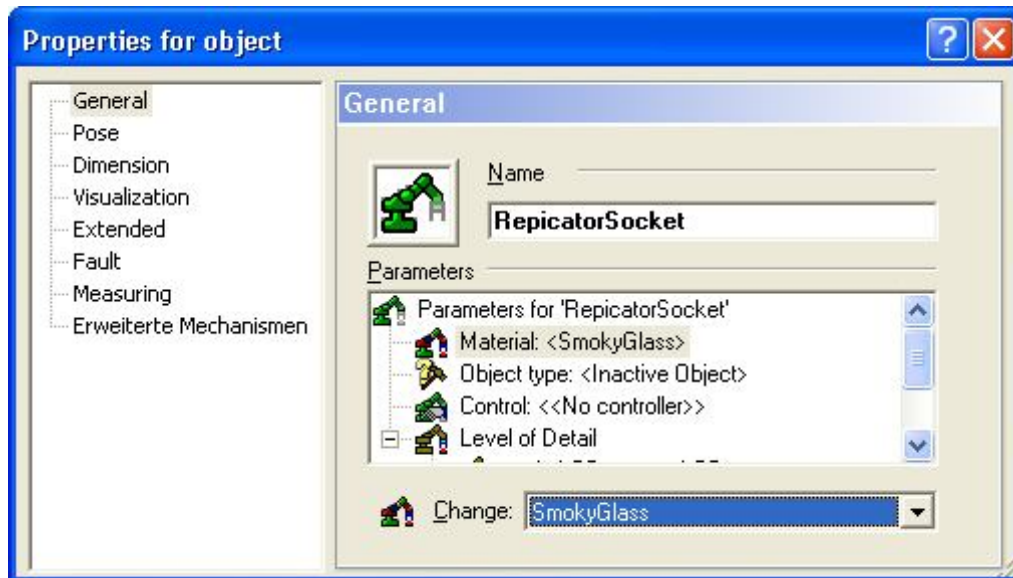 Properties for object
General
Pose
Dimension
Visualization
Extended
Fault
Measuring
Erweiterte Mechanismen
General
Name
RepicatorSocket
Parameters
Parameters for 'RepicatorSocket'
Material: <SmokyGlass>
Object type: <Inactive Object>
Control: <<No controller>>
Level of Detail
Change: SmokyGlass